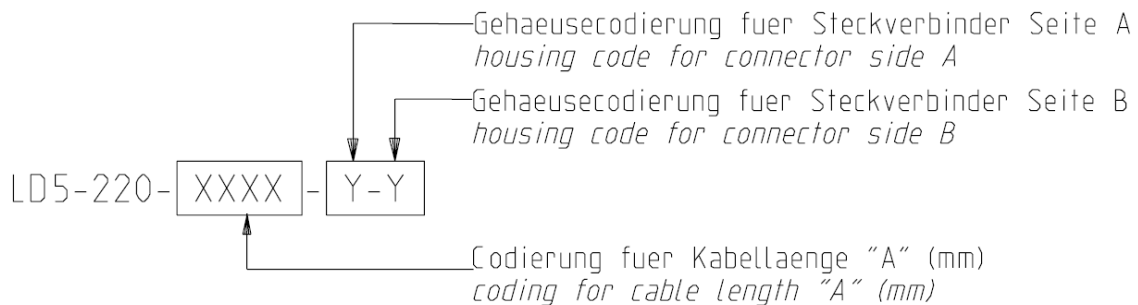 Gehaeusecodierung fuer Steckverbinder Seite A
housing code for connector side A
Gehaeusecodierung fuer Steckverbinder Seite B
housing code for connector side B
LD5-220-XXXX-Y-Y
Codierung fuer Kabellaenge "A" (mm)
coding for cable length "A" (mm)